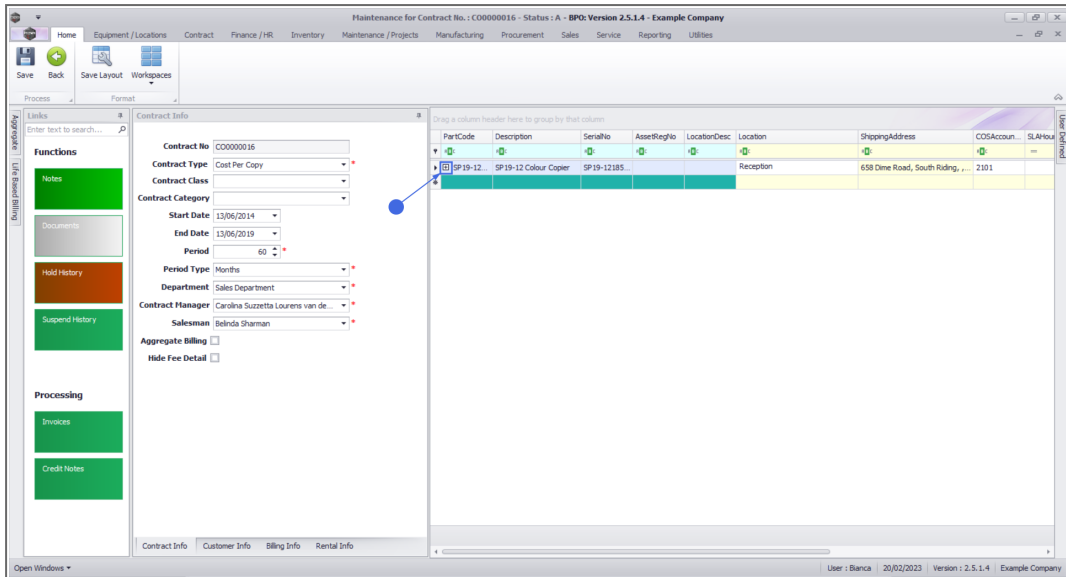 Maintenance for Contract No. : CO0000016 - Status : A - BPO: Version 2.5.1.4 - Example Company
Home Equipment / Locations Contract Finance / HR Inventory Maintenance / Projects Manufacturing Procurement Sales Service Reporting Utilities
Save Back Save Layout Workspaces
Process Format
Aggregate
Life Based Billing
Links
Enter text to search...
Functions
Notes
Documents
Hold History
Suspend History
Processing
Invoices
Credit Notes
Contract Info
Contract No CO0000016
Contract Type Cost Per Copy *
Contract Class
Contract Category
Start Date 13/06/2014
End Date 13/06/2019
Period 60 *
Period Type Months *
Department Sales Department *
Contract Manager Carolina Suzzetta Lourens van de... *
Salesman Belinda Sharman *
Aggregate Billing
Hide Fee Detail
Contract Info Customer Info Billing Info Rental Info
Drag a column header here to group by that column
PartCode Description SerialNo AssetRegNo LocationDesc Location ShippingAddress COSAccoun... SLAHour
SP19-12... SP19-12 Colour Copier SP19-12185... Reception 658 Dime Road, South Riding, ,... 2101
User Defined
Open Windows
User : Bianca 20/02/2023 Version : 2.5.1.4 Example Company